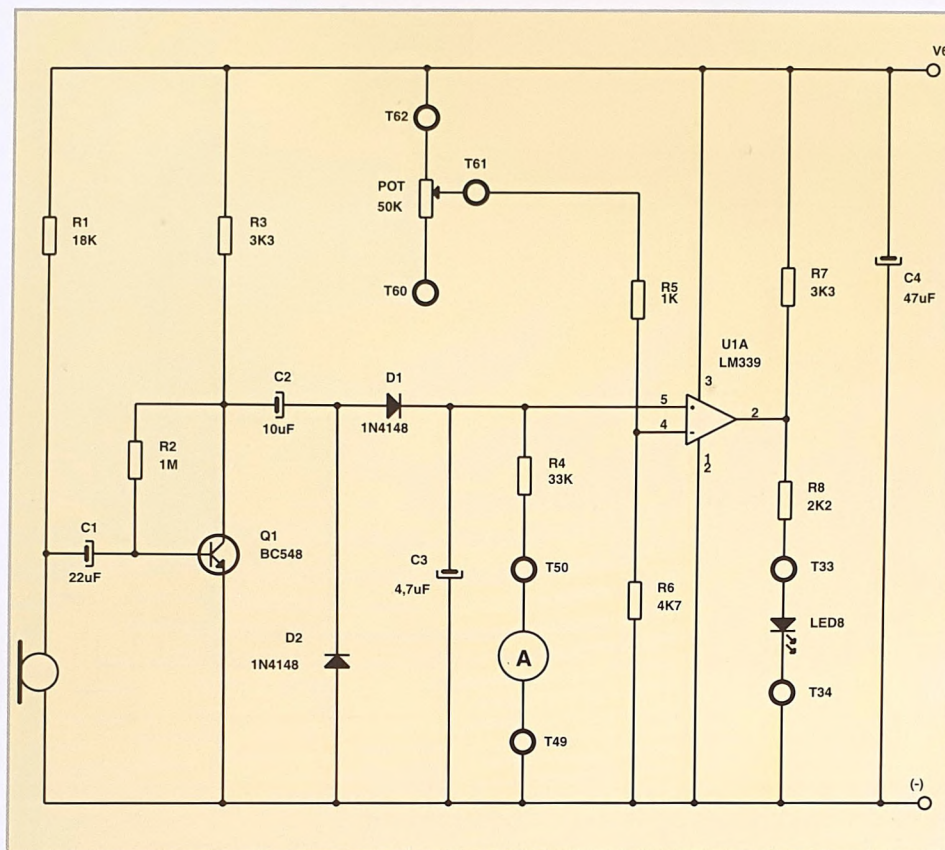 V6
T62
T61
POT
50K
R1
18K
R3
3K3
T60
R5
1K
R7
3K3
C4
47uF
U1A
LM339
3
C2
10uF
D1
1N4148
5
4
2
1
2
R2
1M
R4
33K
R8
2K2
C1
22uF
Q1
BC548
C3
4,7uF
T50
R6
4K7
T33
D2
1N4148
LED8
A
T34
T49
(-)